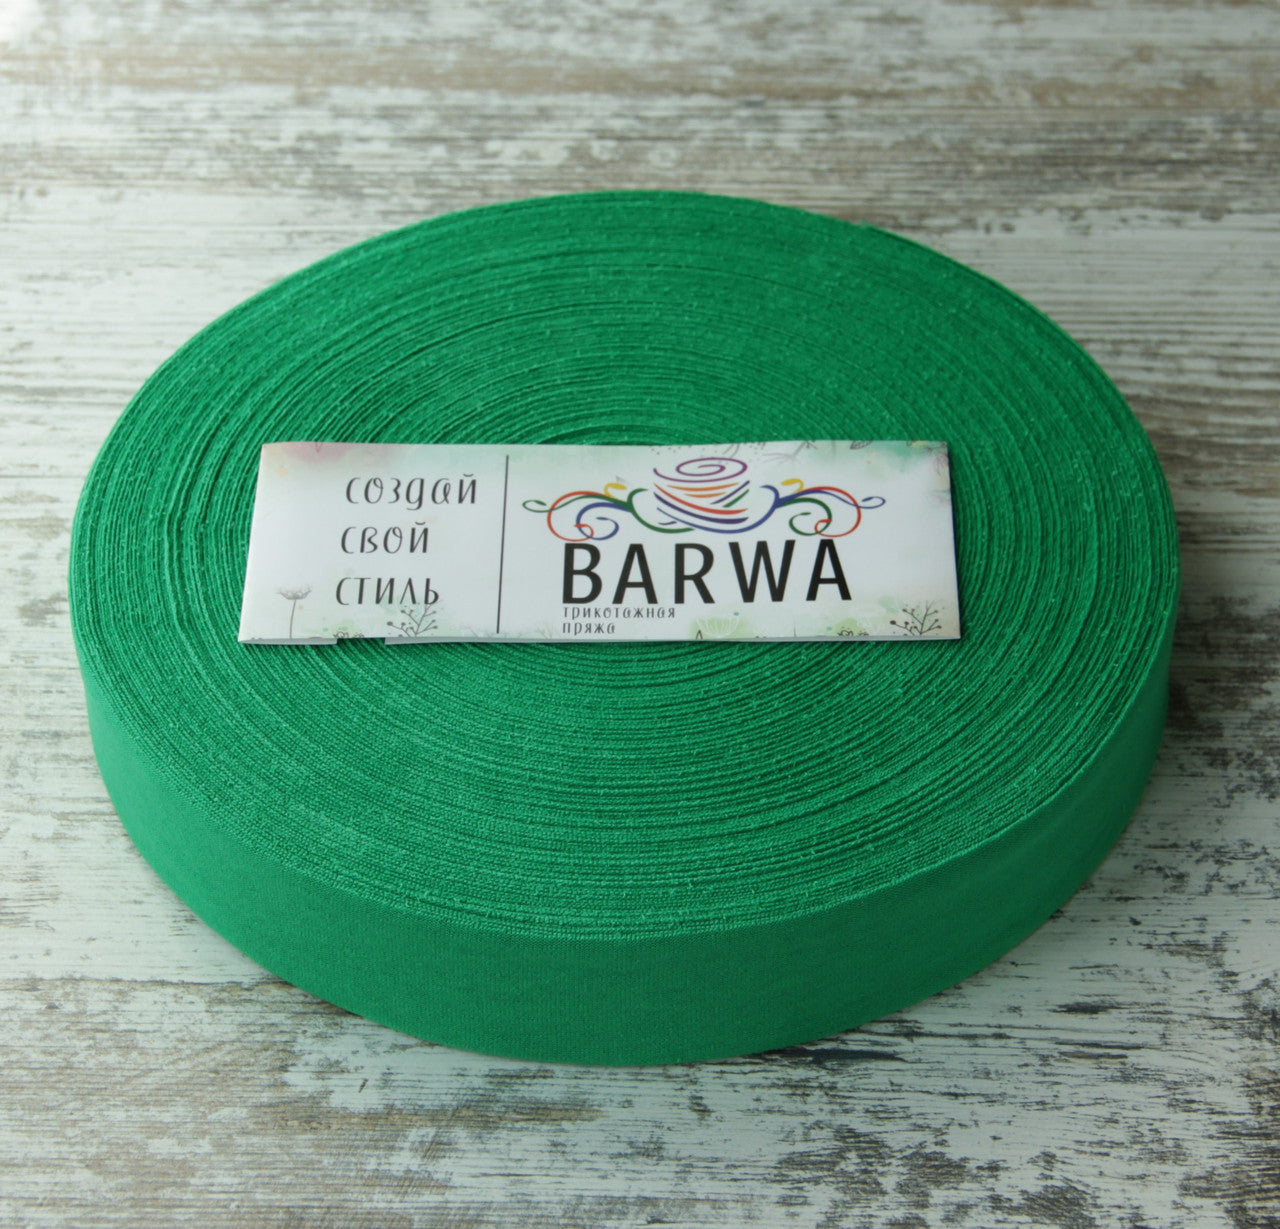 создай
свой
стиль
BARWA
трикотажная
пряжа